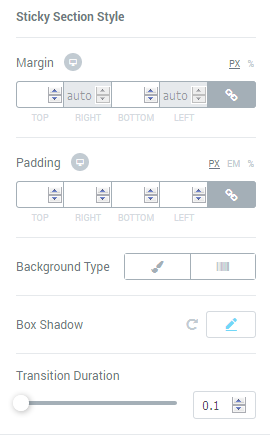 Sticky Section Style
Margin PX %
auto auto
TOP RIGHT BOTTOM LEFT
Padding PX EM %
TOP RIGHT BOTTOM LEFT
Background Type
Box Shadow
Transition Duration
0.1